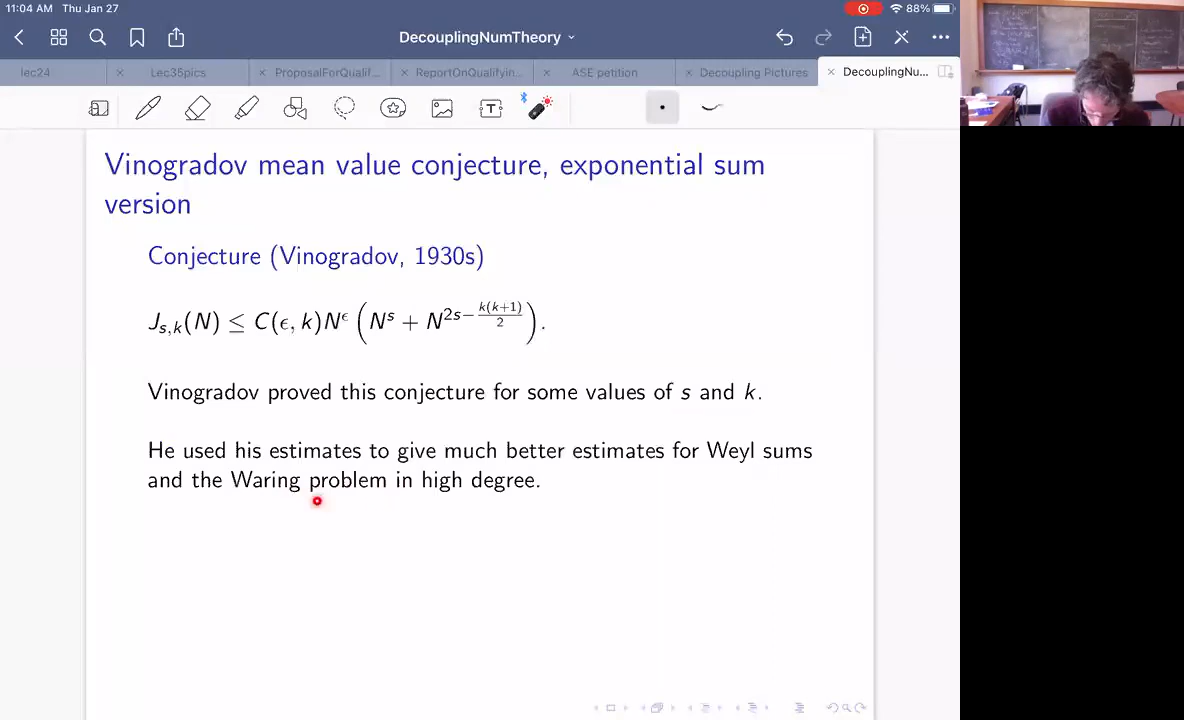 11:04 AM Thu Jan 27
88%
DecouplingNumTheory
lec24
Lec35pics
ProposalForQualif...
ReportOnQualifyin...
ASE petition
Decoupling Pictures
DecouplingNu...
T
Vinogradov mean value conjecture, exponential sum
version
Conjecture (Vinogradov, 1930s)
J_{s,k}(N) ≤ C(ϵ, k)N^ϵ (N^s + N^{2s − k(k+1)/2}).
Vinogradov proved this conjecture for some values of s and k.
He used his estimates to give much better estimates for Weyl sums
and the Waring problem in high degree.